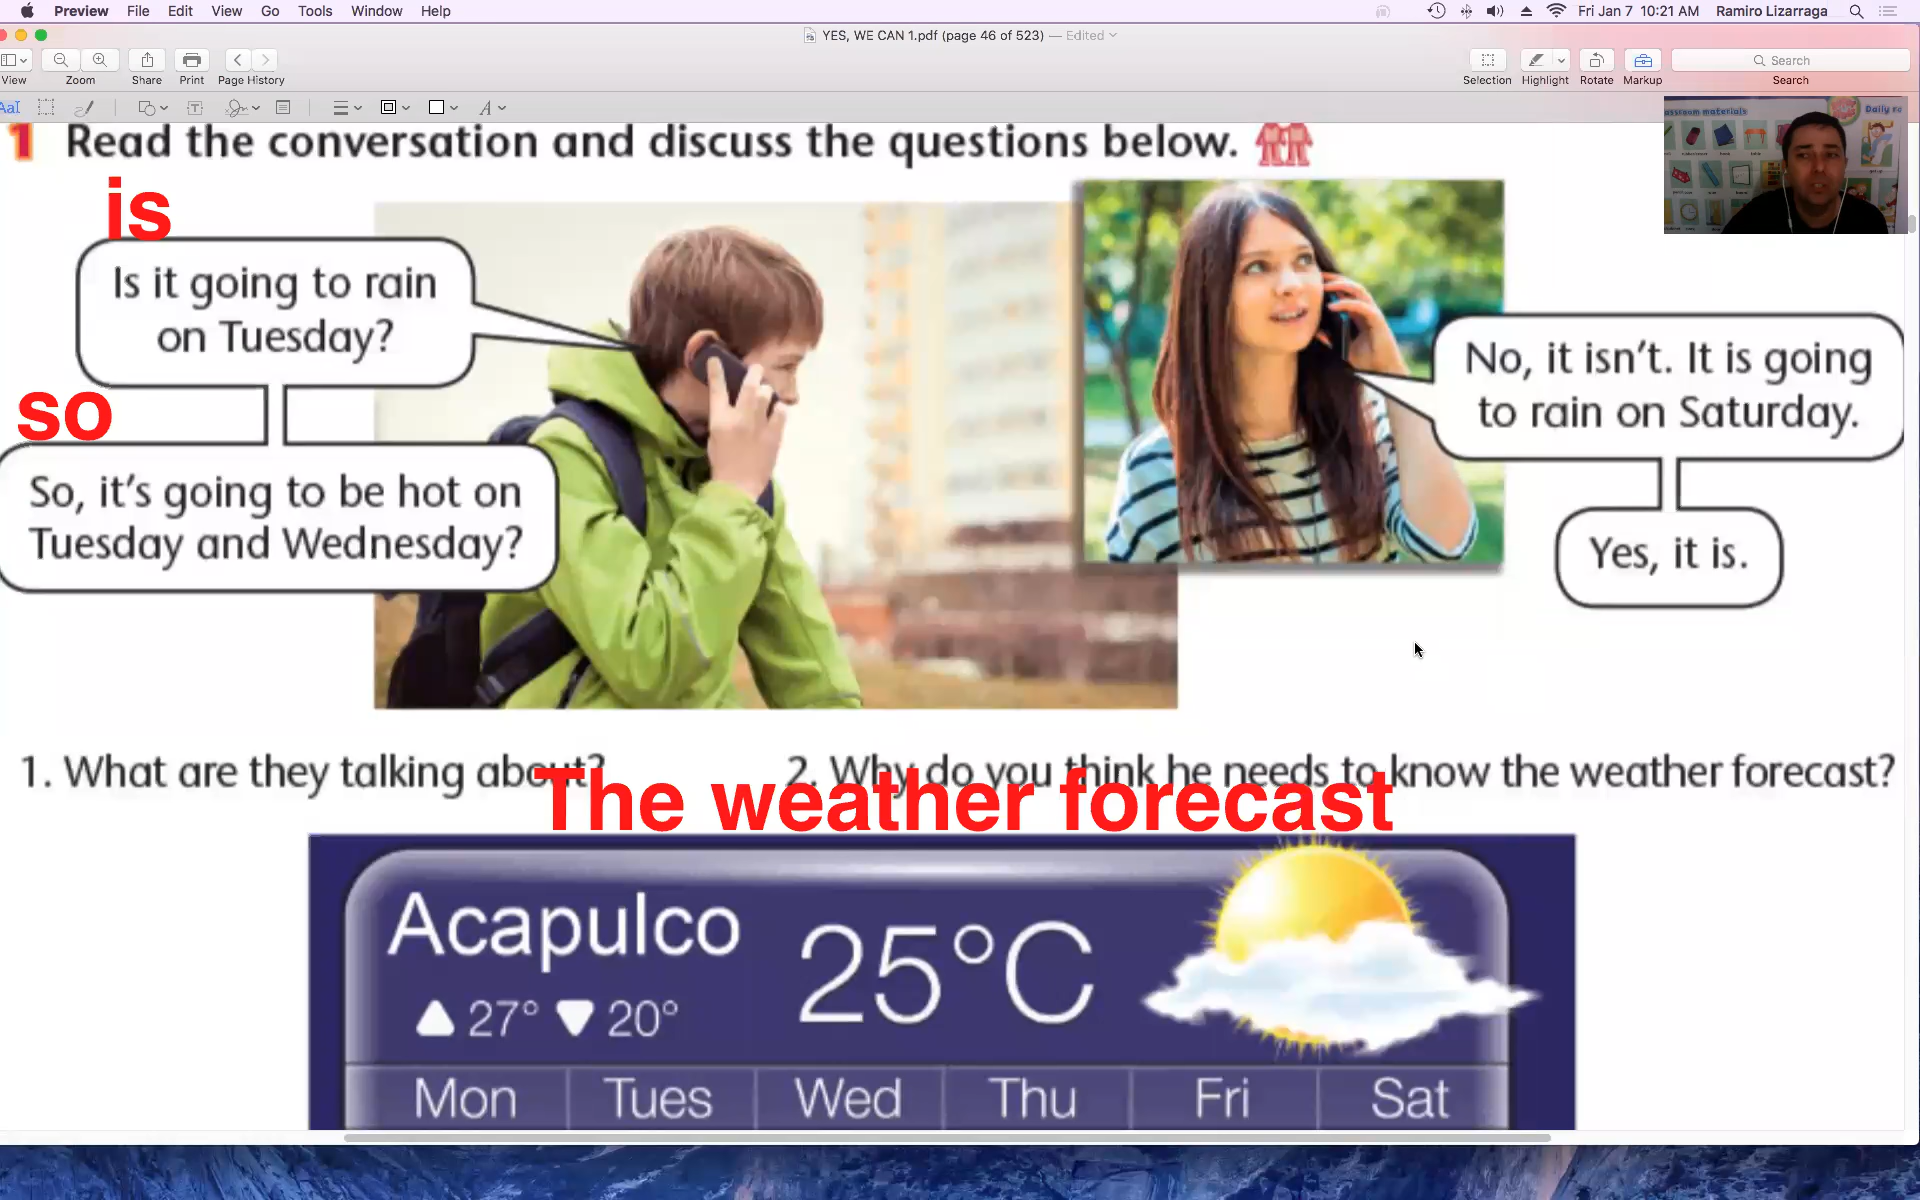 Preview File Edit View Go Tools Window Help Fri Jan 7 10:21 AM Ramiro Lizarraga
YES, WE CAN 1.pdf (page 46 of 523) — Edited
View Zoom Share Print Page History Selection Highlight Rotate Markup Search
Search
AaI T A
1 Read the conversation and discuss the questions below.
is
Is it going to rain
on Tuesday?
so
So, it's going to be hot on
Tuesday and Wednesday?
No, it isn't. It is going
to rain on Saturday.
Yes, it is.
1. What are they talking about?
2. Why do you think he needs to know the weather forecast?
The weather forecast
Acapulco 25°C
27° 20°
Mon Tues Wed Thu Fri Sat
materials
Daily